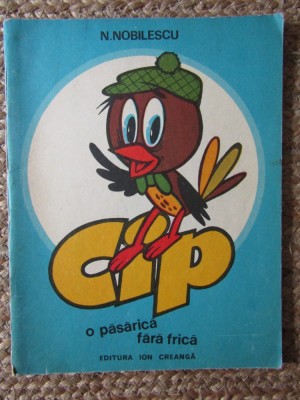 N. NOBILESCU
Cip
o păsărică
fără frică
EDITURA ION CREANGĂ